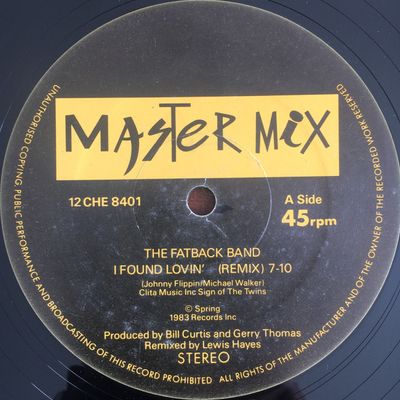 MASTER MIX
12 CHE 8401
A Side
45rpm
THE FATBACK BAND
I FOUND LOVIN' (REMIX) 7-10
(Johnny Flippin/Michael Walker)
Clita Music Inc Sign of The Twins
© Spring
1983 Records Inc
Produced by Bill Curtis and Gerry Thomas
Remixed by Lewis Hayes
STEREO
UNAUTHORISED COPYING, PUBLIC PERFORMANCE AND BROADCASTING OF THIS RECORD PROHIBITED ALL RIGHTS OF THE MANUFACTURER AND OF THE OWNER OF THE RECORDED WORK RESERVED